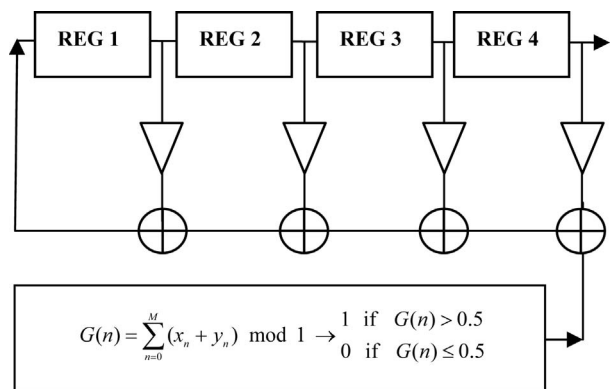 REG 1 REG 2 REG 3 REG 4
G(n) = \sum_{n=0}^{M} (x_n + y_n) mod 1 → 1 if G(n) > 0.5
0 if G(n) ≤ 0.5